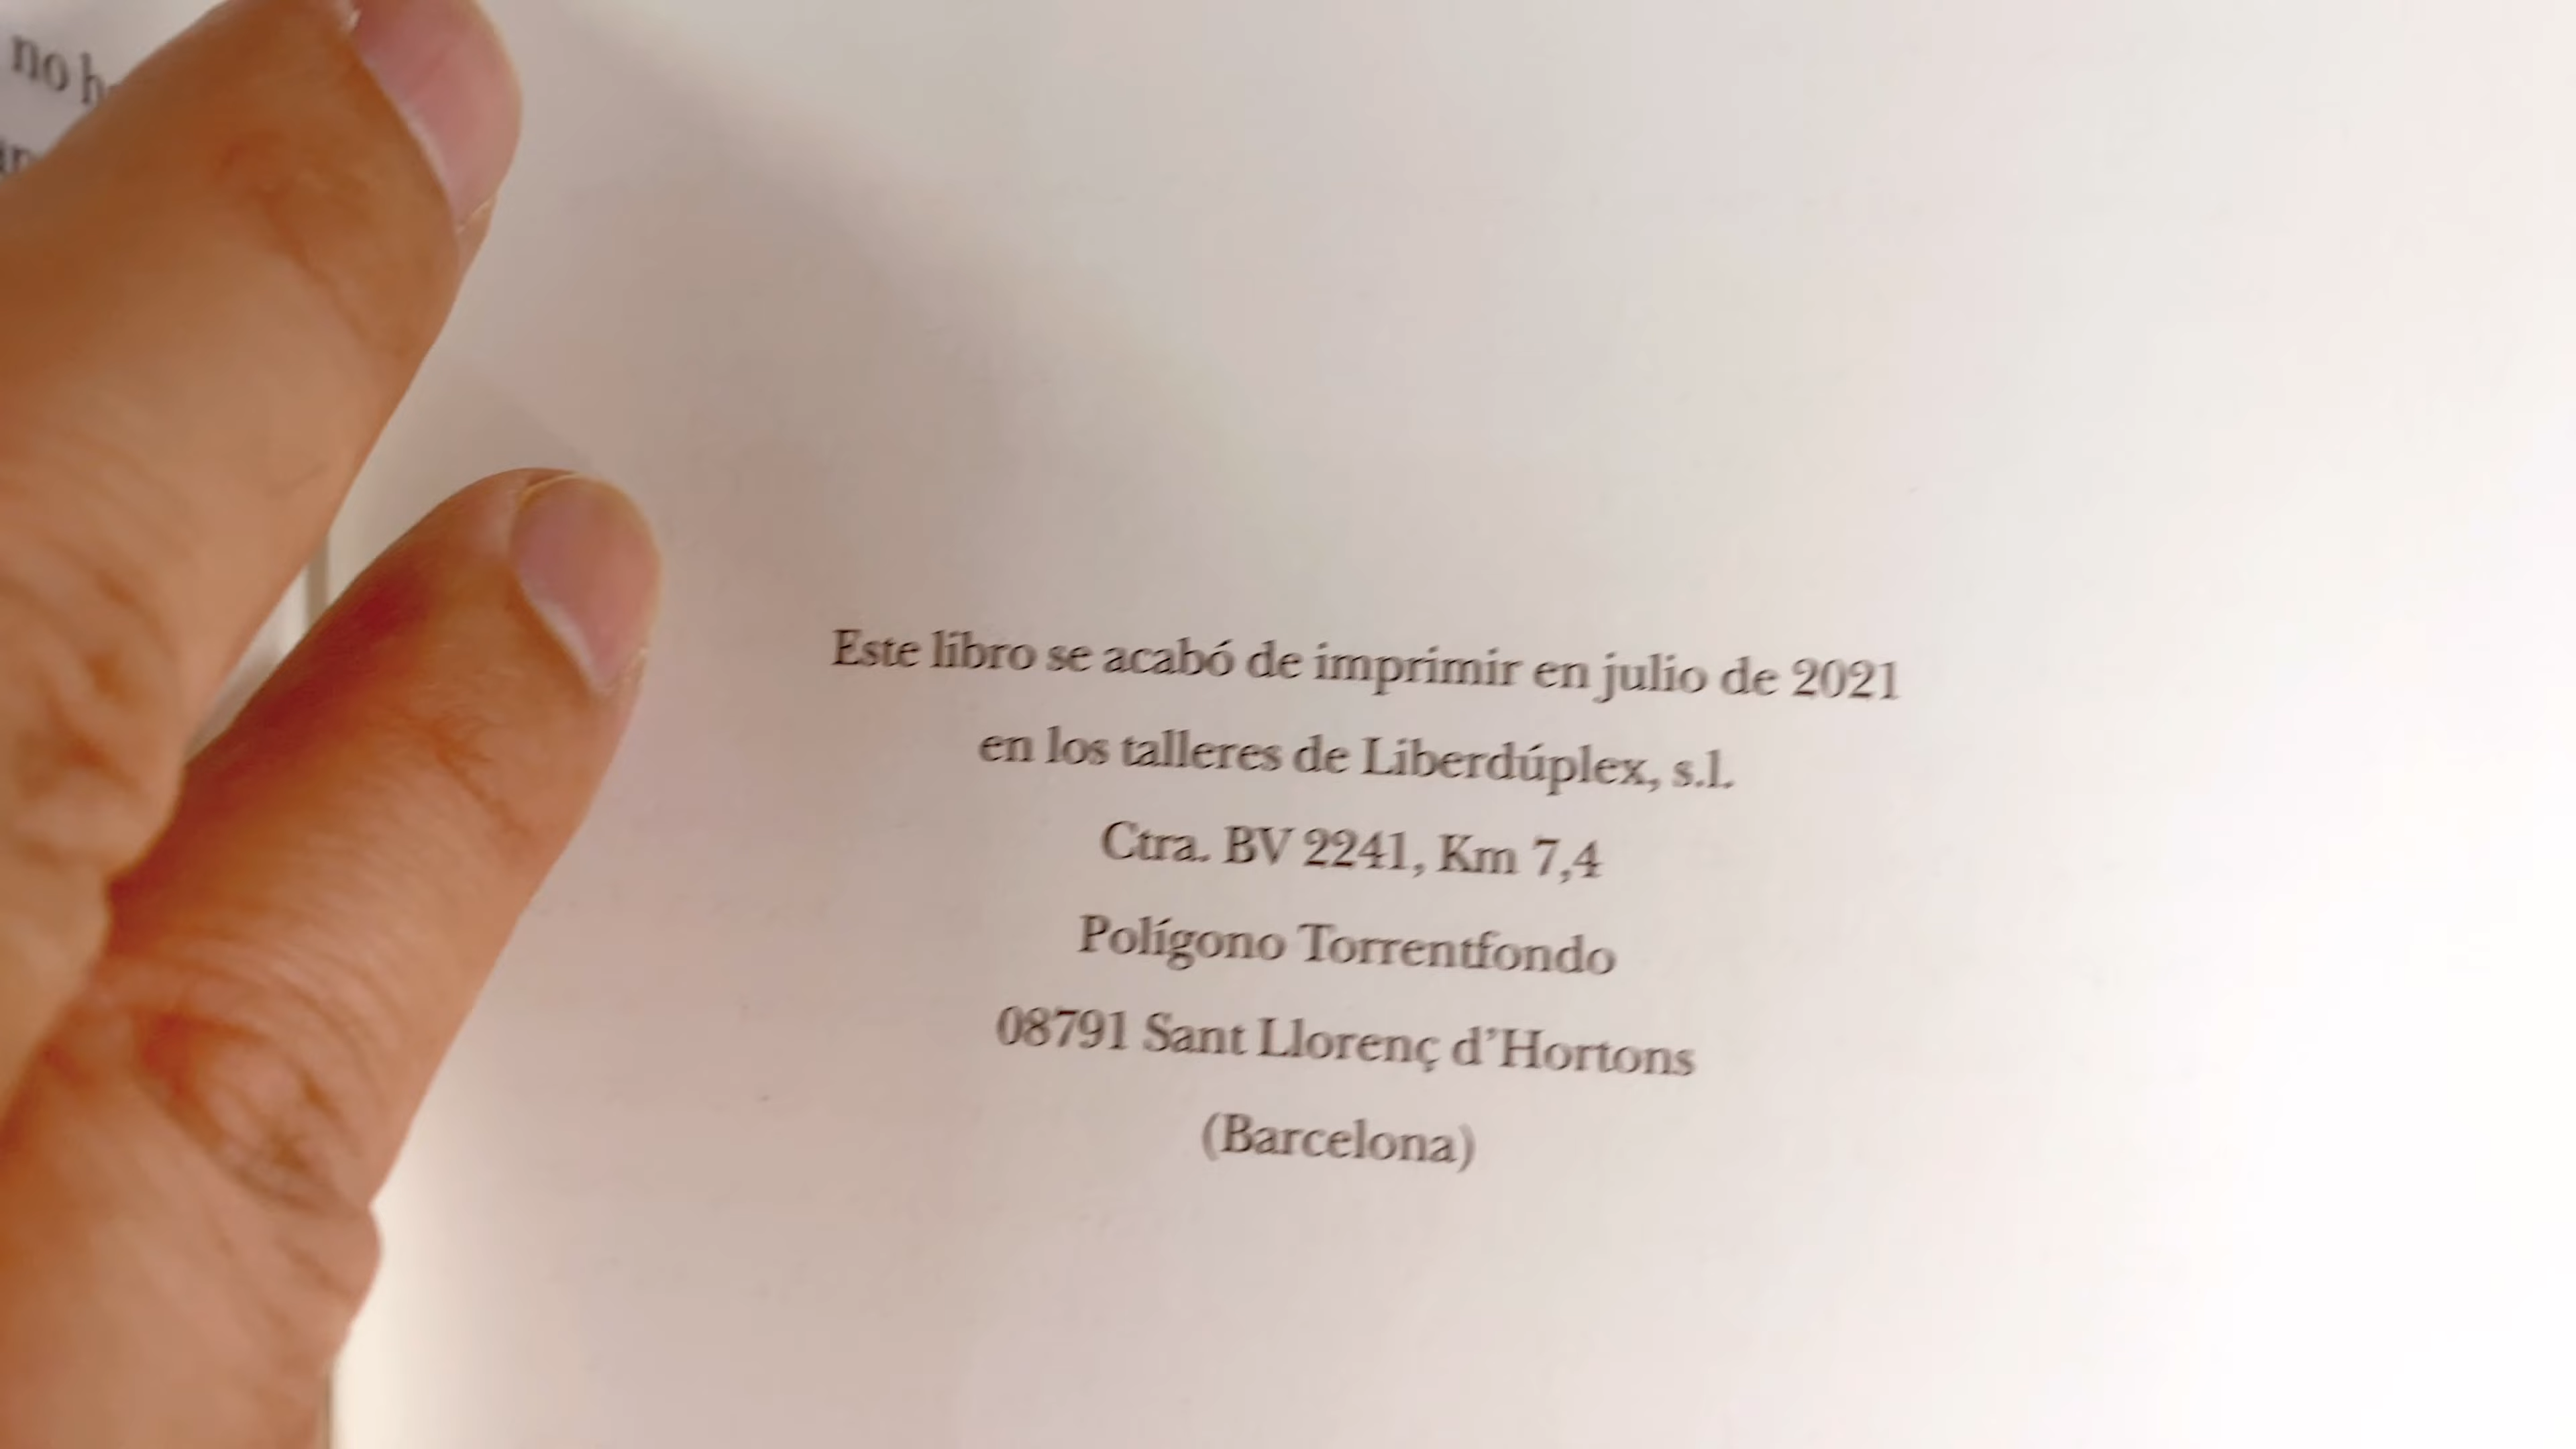 no
Este libro se acabó de imprimir en julio de 2021
en los talleres de Liberdúplex, s.l.
Ctra. BV 2241, Km 7,4
Polígono Torrentfondo
08791 Sant Llorenç d’Hortons
(Barcelona)